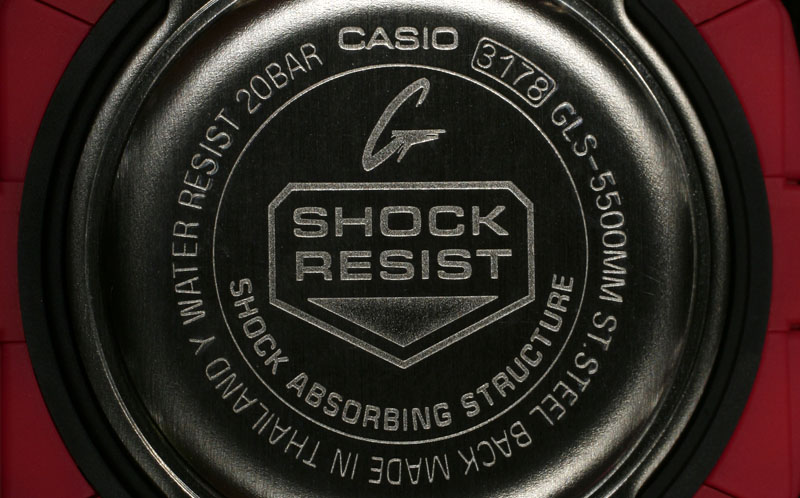 CASIO 3178 GLS-5500MM ST.STEEL BACK MADE IN THAILAND Y WATER RESIST 20BAR
G
SHOCK
RESIST
SHOCK ABSORBING STRUCTURE